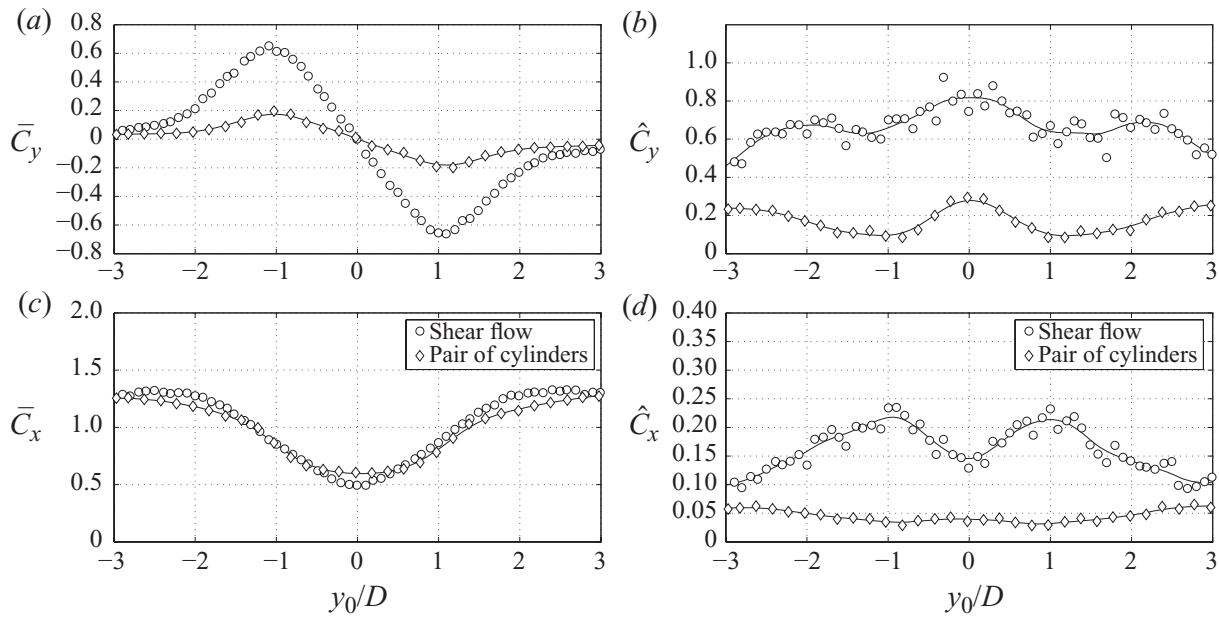 (a)
0.8
0.6
0.4
0.2
0
−0.2
−0.4
−0.6
−0.8
C̄y
−3 −2 −1 0 1 2 3
(b)
1.0
0.8
0.6
0.4
0.2
0
Ĉy
−3 −2 −1 0 1 2 3
(c)
2.0
1.5
1.0
0.5
0
C̄x
Shear flow
Pair of cylinders
−3 −2 −1 0 1 2 3
y0/D
(d)
0.40
0.35
0.30
0.25
0.20
0.15
0.10
0.05
0
Ĉx
Shear flow
Pair of cylinders
−3 −2 −1 0 1 2 3
y0/D